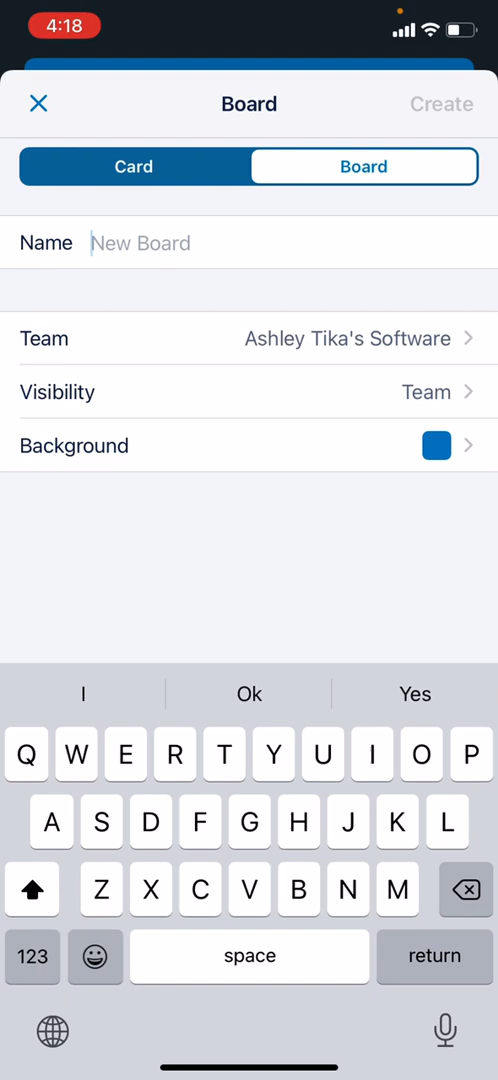 4:18
Board
Create
Card
Board
Name
New Board
Team
Ashley Tika's Software
Visibility
Team
Background
I
Ok
Yes
Q W E R T Y U I O P
A S D F G H J K L
Z X C V B N M
123
space
return